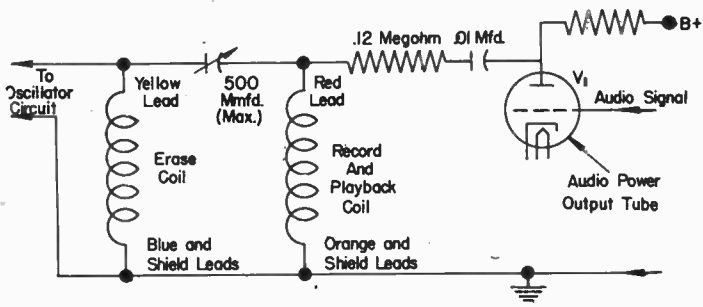 .12 Megohm
.01 Mfd.
B+
To
Oscillator
Circuit
Yellow
Lead
500
Mmfd.
(Max.)
Red
Lead
V1
Audio Signal
Erase
Coil
Record
And
Playback
Coil
Audio Power
Output Tube
Blue and
Shield Leads
Orange and
Shield Leads